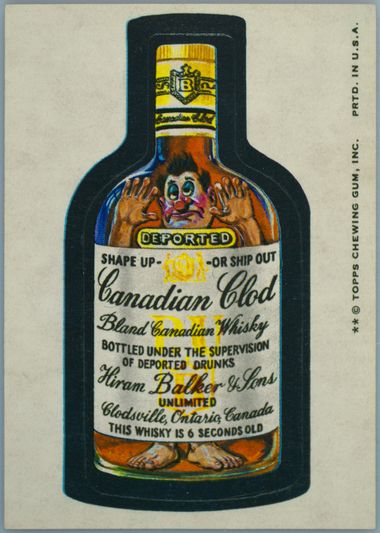 B
Canadian Clod
DEPORTED
SHAPE UP- -OR SHIP OUT
Canadian Clod
Bland Canadian Whisky
BOTTLED UNDER THE SUPERVISION
OF DEPORTED DRUNKS
Hiram Balker & Sons
UNLIMITED
Clodsville, Ontario, Canada
THIS WHISKY IS 6 SECONDS OLD
** © TOPPS CHEWING GUM, INC. PRTD. IN U.S.A.